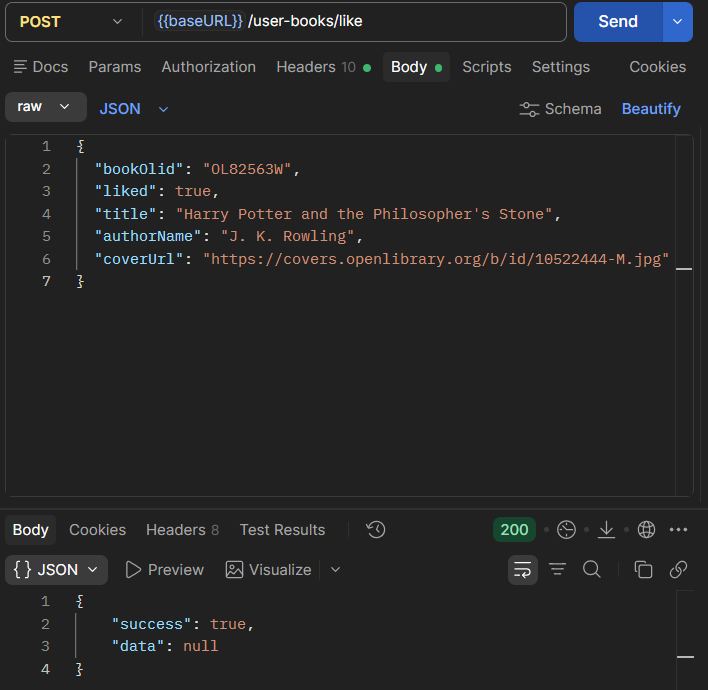 POST {{baseURL}} /user-books/like Send
Docs Params Authorization Headers 10 Body Scripts Settings Cookies
raw JSON Schema Beautify
1 {
2 "bookOlid": "OL82563W",
3 "liked": true,
4 "title": "Harry Potter and the Philosopher's Stone",
5 "authorName": "J. K. Rowling",
6 "coverUrl": "https://covers.openlibrary.org/b/id/10522444-M.jpg"
7 }
Body Cookies Headers 8 Test Results 200
{} JSON Preview Visualize
1 {
2 "success": true,
3 "data": null
4 }